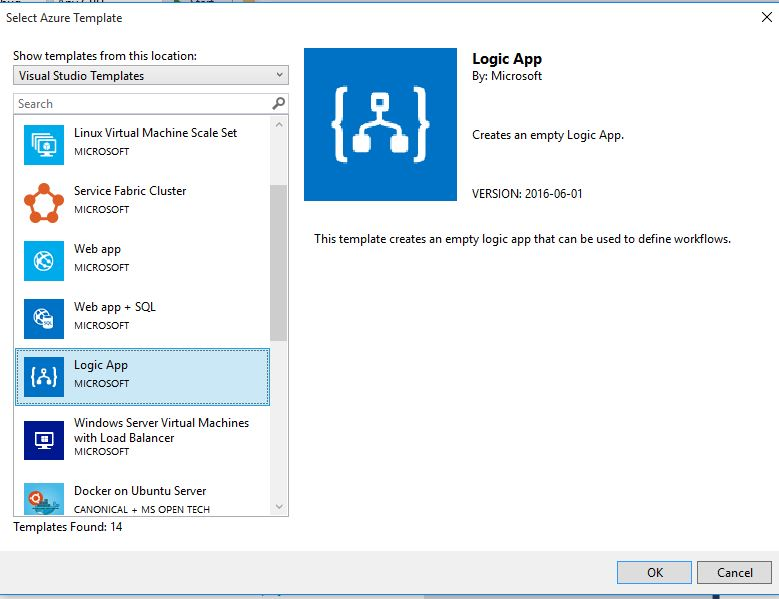 Select Azure Template
Show templates from this location:
Visual Studio Templates
Search
Linux Virtual Machine Scale Set
MICROSOFT
Service Fabric Cluster
MICROSOFT
Web app
MICROSOFT
Web app + SQL
MICROSOFT
Logic App
MICROSOFT
Windows Server Virtual Machines
with Load Balancer
MICROSOFT
Docker on Ubuntu Server
CANONICAL + MS OPEN TECH
Templates Found: 14
Logic App
By: Microsoft
Creates an empty Logic App.
VERSION: 2016-06-01
This template creates an empty logic app that can be used to define workflows.
OK
Cancel